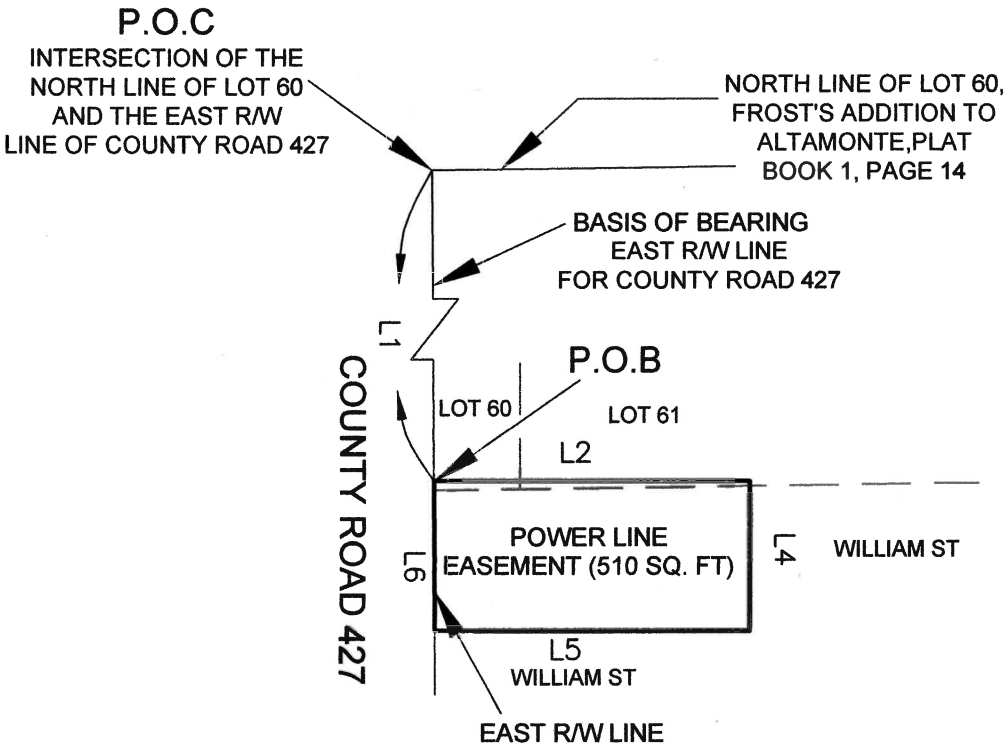 P.O.C
INTERSECTION OF THE
NORTH LINE OF LOT 60
AND THE EAST R/W
LINE OF COUNTY ROAD 427
NORTH LINE OF LOT 60,
FROST'S ADDITION TO
ALTAMONTE,PLAT
BOOK 1, PAGE 14
BASIS OF BEARING
EAST R/W LINE
FOR COUNTY ROAD 427
L1
COUNTY ROAD 427
P.O.B
LOT 60
LOT 61
L2
POWER LINE
EASEMENT (510 SQ. FT)
L6
L4
WILLIAM ST
L5
WILLIAM ST
EAST R/W LINE